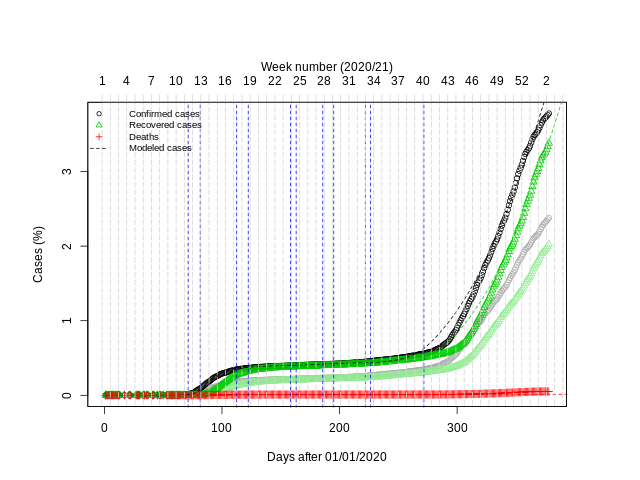 Week number (2020/21)
1 4 7 10 13 16 19 22 25 28 31 34 37 40 43 46 49 52 2
Confirmed cases
Recovered cases
Deaths
Modeled cases
Cases (%)
3
2
1
0
0 100 200 300
Days after 01/01/2020